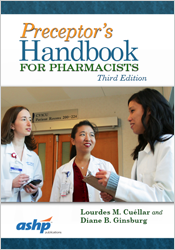 Preceptor's
Handbook
FOR PHARMACISTS
Third Edition
Lourdes M. Cuéllar and
Diane B. Ginsburg
ashp